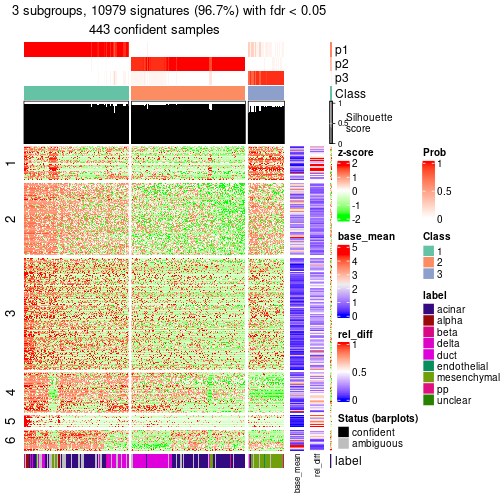 3 subgroups, 10979 signatures (96.7%) with fdr < 0.05
443 confident samples
p1
p2
p3
Class
1
0.5
0
Silhouette
score
1
2
3
4
5
6
z-score
2
1
0
-1
-2
Prob
1
0.5
0
base_mean
5
4
3
2
1
0
Class
1
2
3
rel_diff
1
0.5
0
label
acinar
alpha
beta
delta
duct
endothelial
mesenchymal
pp
unclear
Status (barplots)
confident
ambiguous
label
base_mean
rel_diff